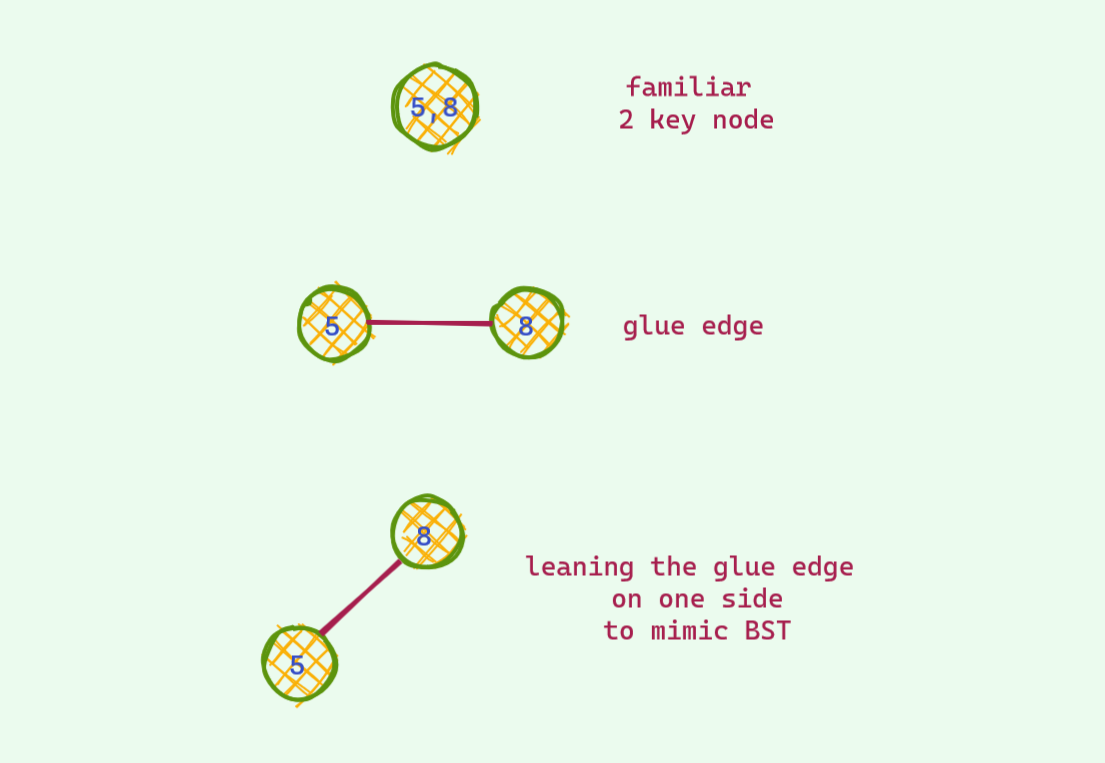 5,8
familiar
2 key node
5
8
glue edge
8
leaning the glue edge
on one side
to mimic BST
5